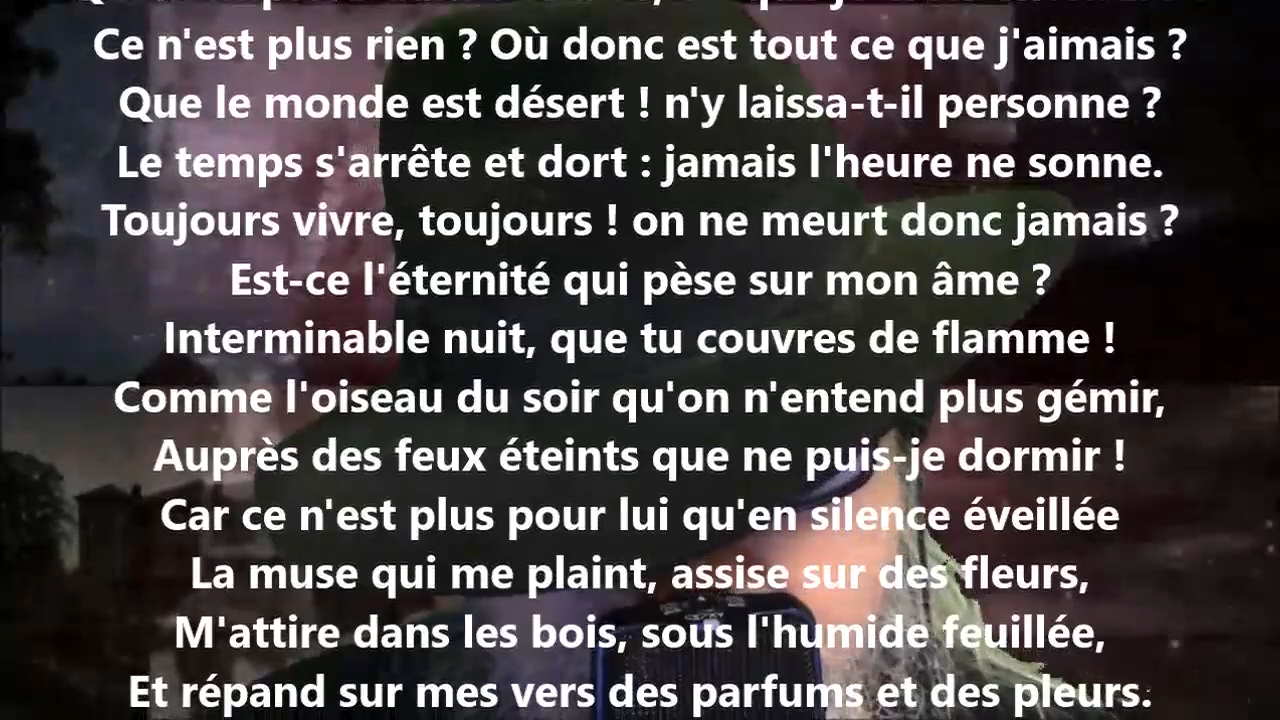 Ce n'est plus rien ? Où donc est tout ce que j'aimais ?
Que le monde est désert ! n'y laissa-t-il personne ?
Le temps s'arrête et dort : jamais l'heure ne sonne.
Toujours vivre, toujours ! on ne meurt donc jamais ?
Est-ce l'éternité qui pèse sur mon âme ?
Interminable nuit, que tu couvres de flamme !
Comme l'oiseau du soir qu'on n'entend plus gémir,
Auprès des feux éteints que ne puis-je dormir !
Car ce n'est plus pour lui qu'en silence éveillée
La muse qui me plaint, assise sur des fleurs,
M'attire dans les bois, sous l'humide feuillée,
Et répand sur mes vers des parfums et des pleurs.